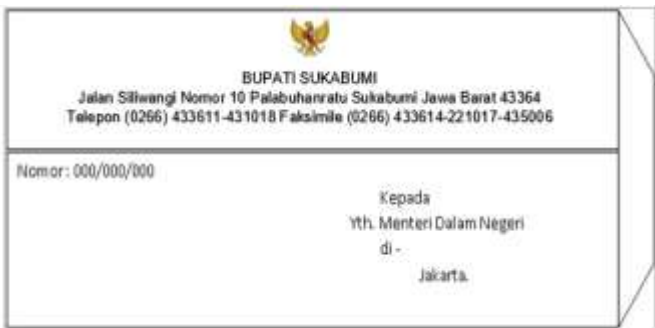 BUPATI SUKABUMI
Jalan Siliwangi Nomor 10 Palabuhanratu Sukabumi Jawa Barat 43364
Telepon (0266) 433611-431018 Faksimile (0266) 433614-221017-435006
Nomor : 000/000/000
Kepada
Yth. Menteri Dalam Negeri
di -
Jakarta.